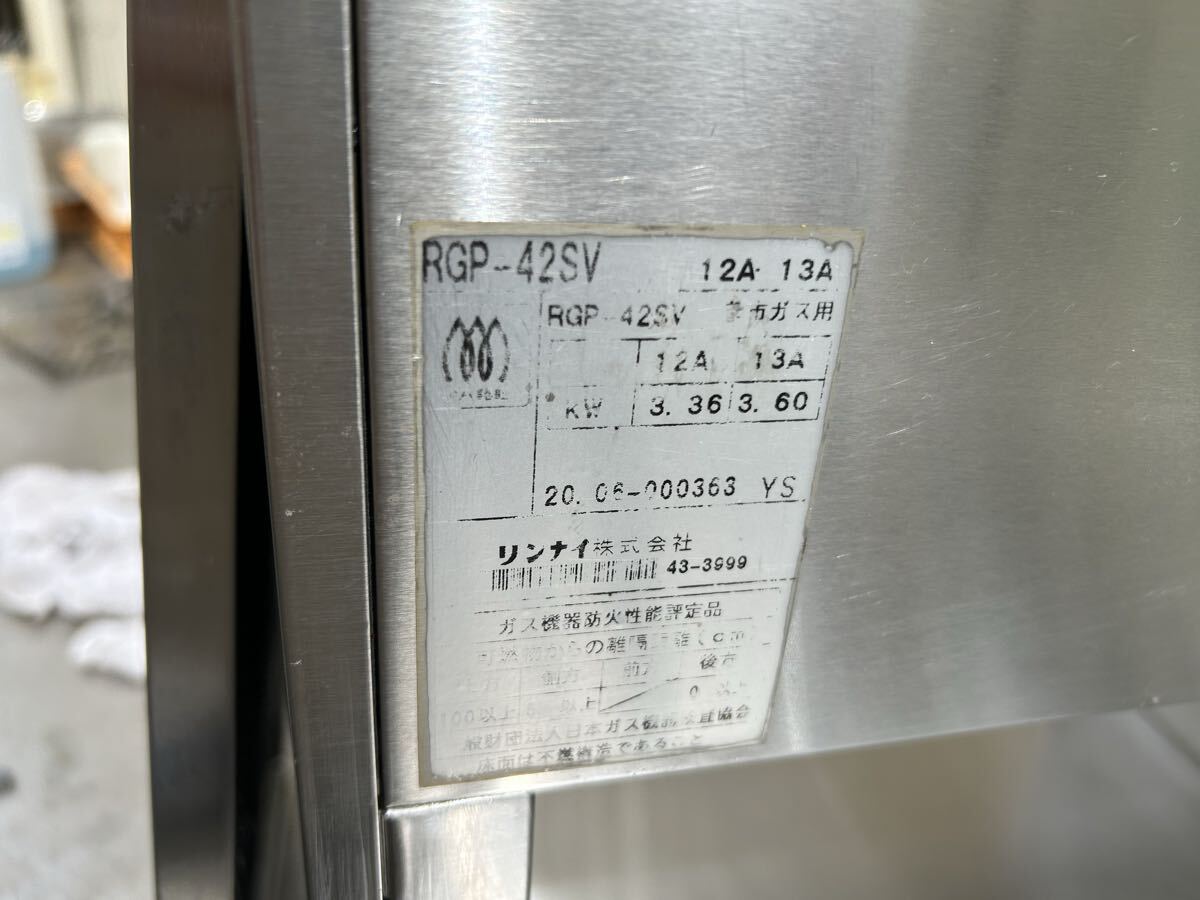 RGP-42SV 12A・13A
RGP-42SV 市ガス用
12A 13A
KW 3.36 3.60
20.06-000363 YS
リンナイ株式会社
43-3999
ガス機器防火性能評定品
可燃物からの離隔距離(cm)
側方 前方 後方
100以上 以上 0 以上
般財団法人日本ガス機器検査協会
床面は不燃構造であること